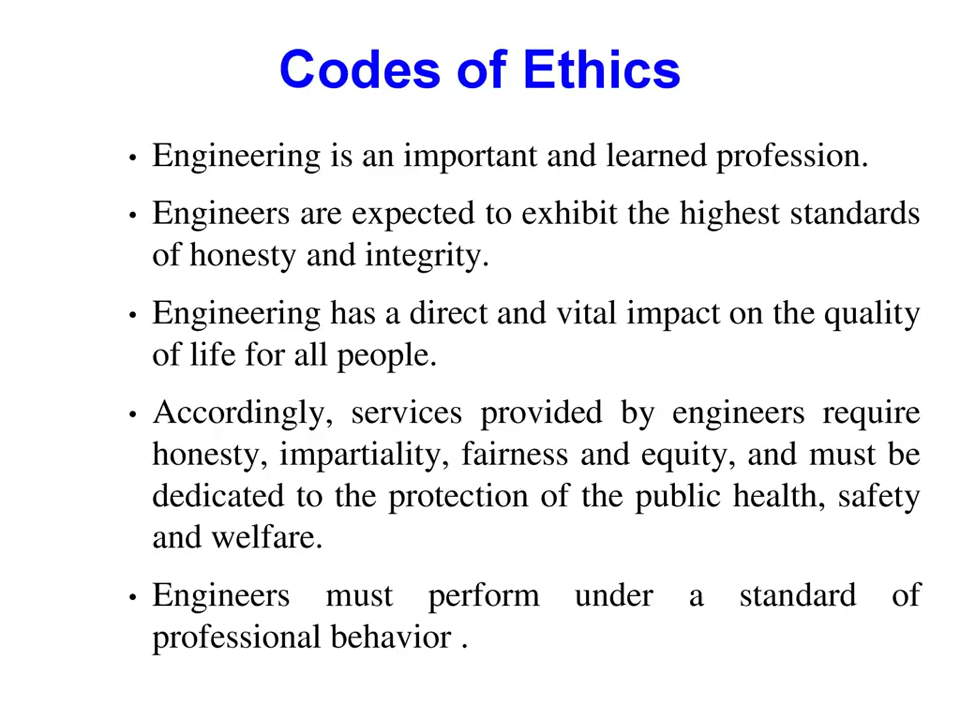 Codes of Ethics
• Engineering is an important and learned profession.
• Engineers are expected to exhibit the highest standards
of honesty and integrity.
• Engineering has a direct and vital impact on the quality
of life for all people.
• Accordingly, services provided by engineers require
honesty, impartiality, fairness and equity, and must be
dedicated to the protection of the public health, safety
and welfare.
• Engineers must perform under a standard of
professional behavior .